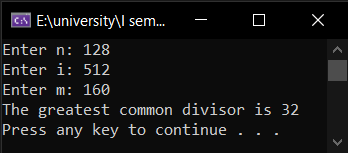 E:\university\I sem...
Enter n: 128
Enter i: 512
Enter m: 160
The greatest common divisor is 32
Press any key to continue . . .